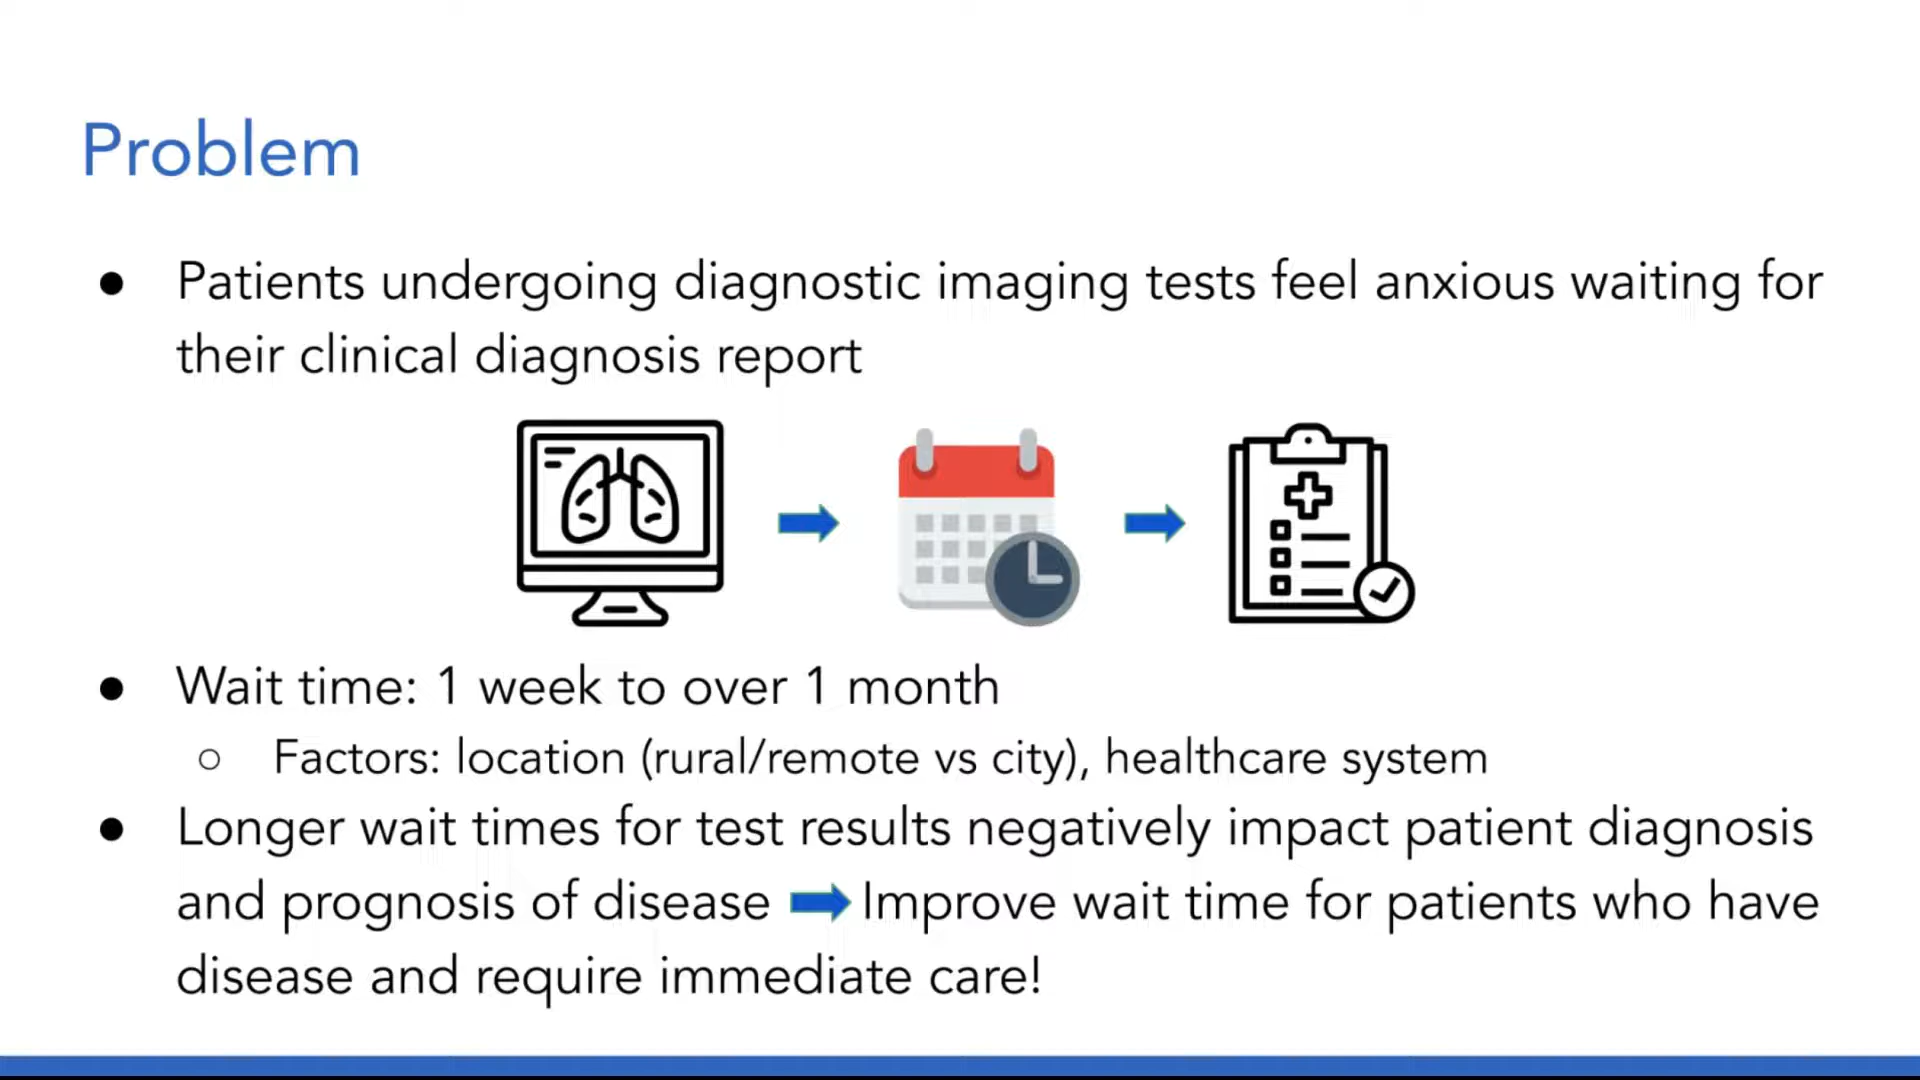 Problem
● Patients undergoing diagnostic imaging tests feel anxious waiting for
their clinical diagnosis report
● Wait time: 1 week to over 1 month
○ Factors: location (rural/remote vs city), healthcare system
● Longer wait times for test results negatively impact patient diagnosis
and prognosis of disease ➡ Improve wait time for patients who have
disease and require immediate care!